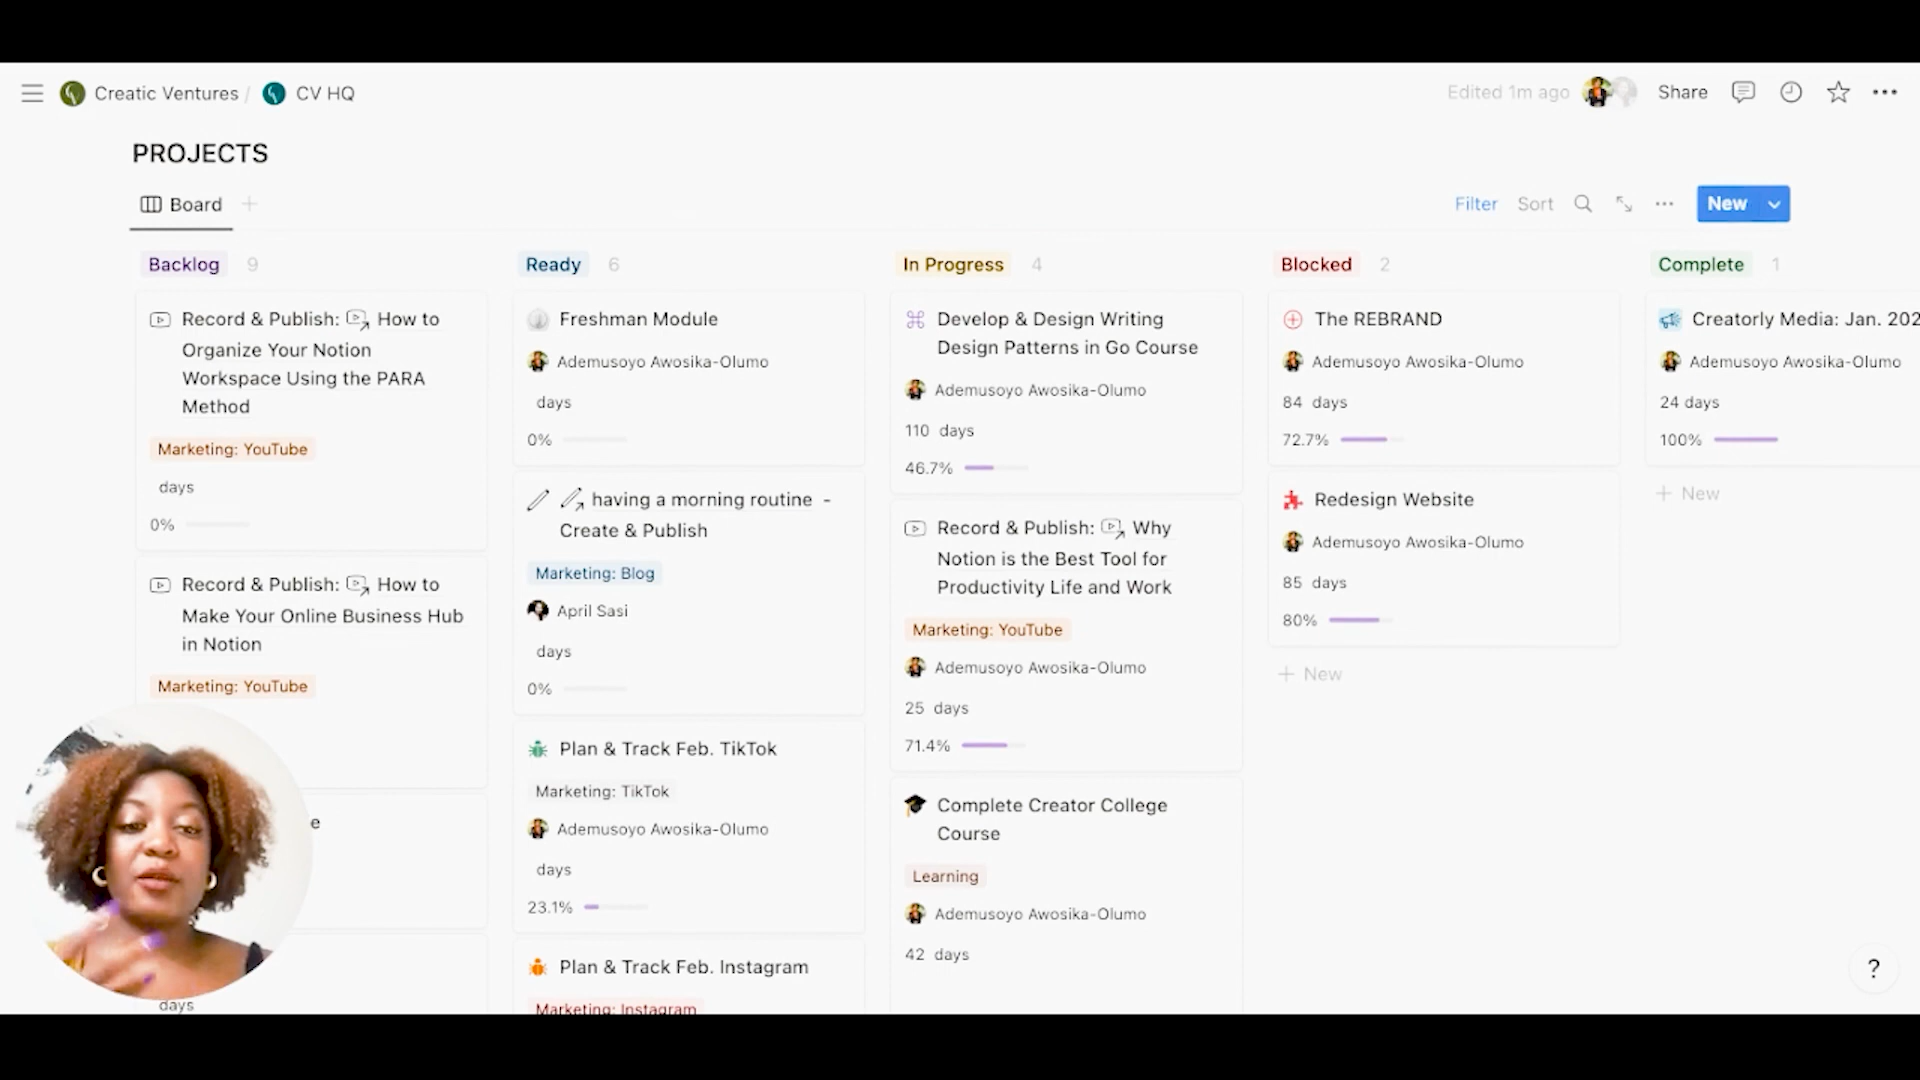 Creatic Ventures / CV HQ
Edited 1m ago Share
PROJECTS
Board
Filter Sort New
Backlog 9
Record & Publish: How to
Organize Your Notion
Workspace Using the PARA
Method
Marketing: YouTube
days
0%
Record & Publish: How to
Make Your Online Business Hub
in Notion
Marketing: YouTube
e
days
Ready 6
Freshman Module
Ademusoyo Awosika-Olumo
days
0%
having a morning routine -
Create & Publish
Marketing: Blog
April Sasi
days
0%
Plan & Track Feb. TikTok
Marketing: TikTok
Ademusoyo Awosika-Olumo
days
23.1%
Plan & Track Feb. Instagram
Marketing: Instagram
In Progress 4
Develop & Design Writing
Design Patterns in Go Course
Ademusoyo Awosika-Olumo
110 days
46.7%
Record & Publish: Why
Notion is the Best Tool for
Productivity Life and Work
Marketing: YouTube
Ademusoyo Awosika-Olumo
25 days
71.4%
Complete Creator College
Course
Learning
Ademusoyo Awosika-Olumo
42 days
Blocked 2
The REBRAND
Ademusoyo Awosika-Olumo
84 days
72.7%
Redesign Website
Ademusoyo Awosika-Olumo
85 days
80%
+ New
Complete 1
Creatorly Media: Jan. 202
Ademusoyo Awosika-Olumo
24 days
100%
+ New
?